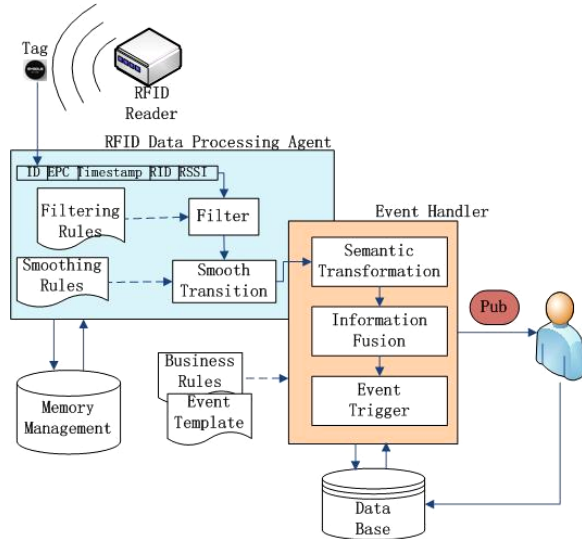 Tag
RFID
Reader
RFID Data Processing Agent
ID EPC Timestamp RID RSSI
Filtering
Rules
Filter
Smoothing
Rules
Smooth
Transition
Event Handler
Semantic
Transformation
Information
Fusion
Event
Trigger
Pub
Business
Rules
Event
Template
Memory
Management
Data
Base